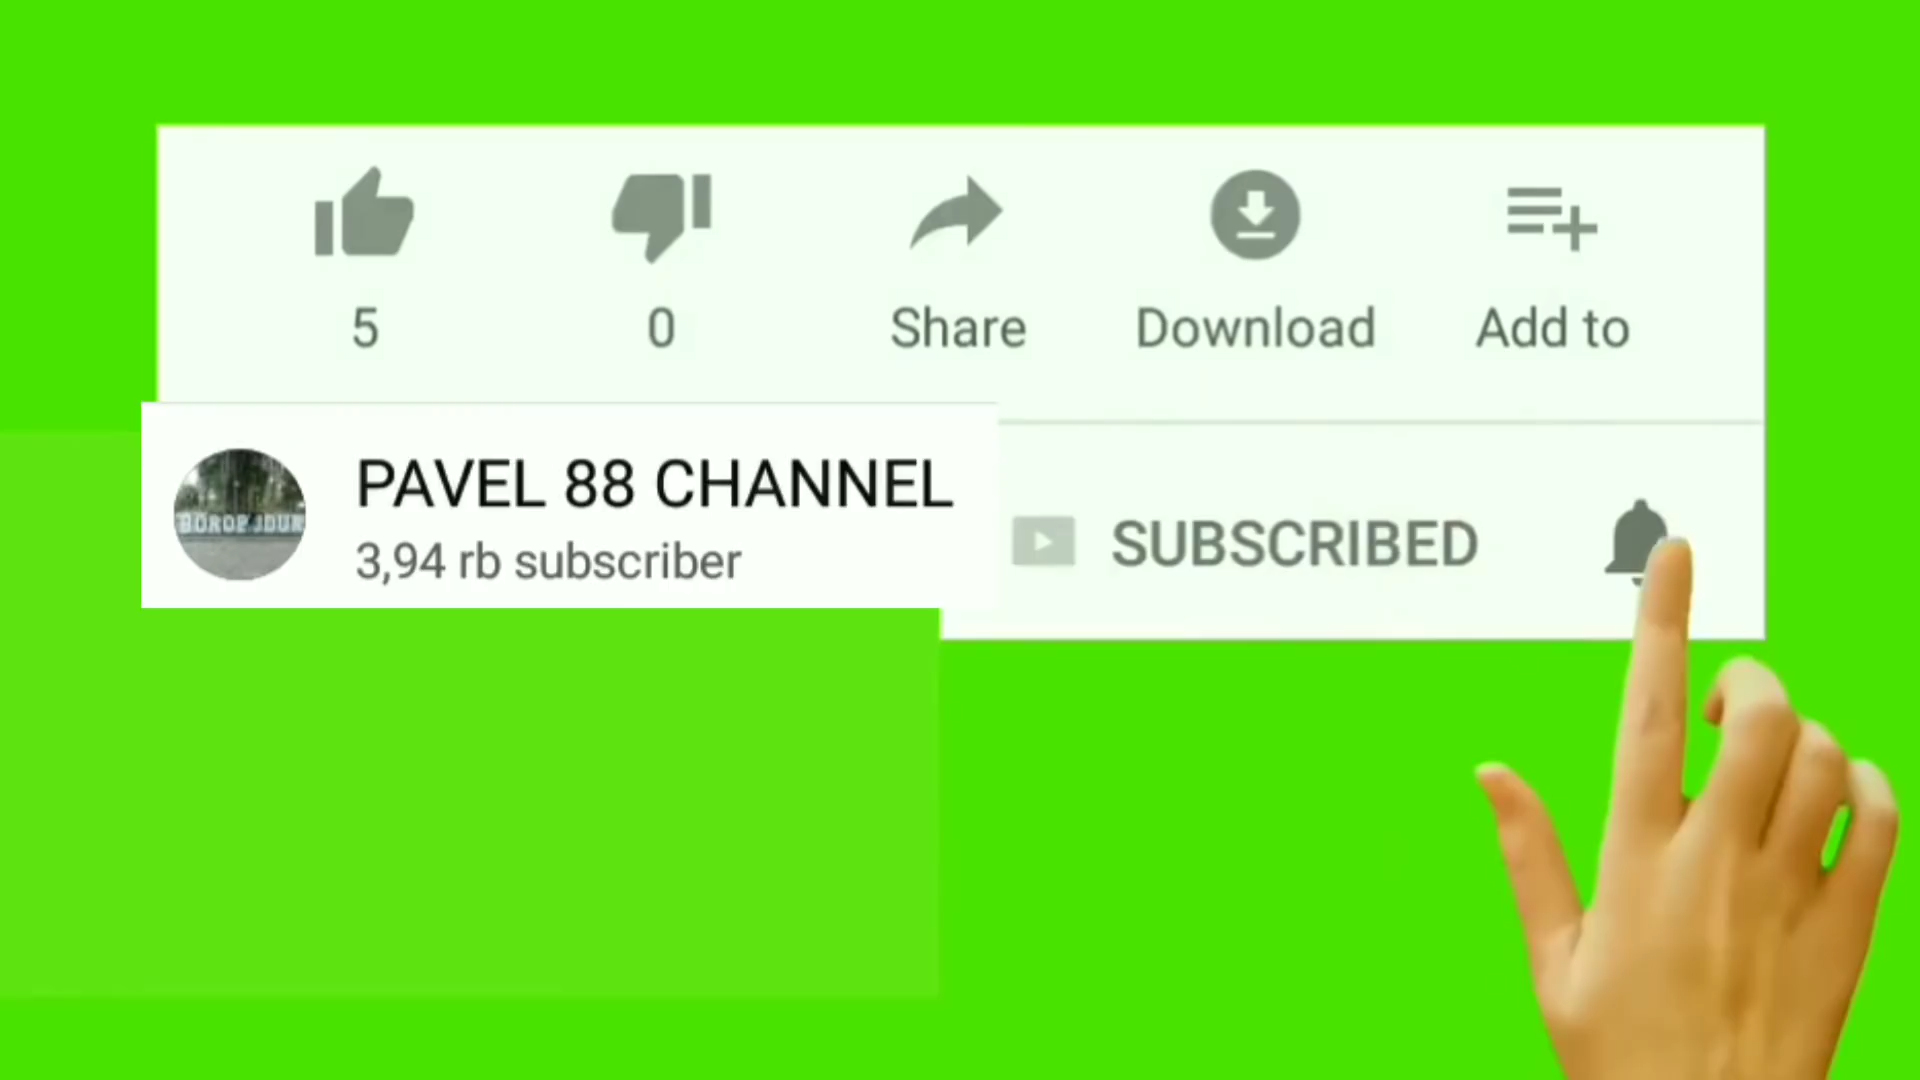 5
0
Share
Download
Add to
PAVEL 88 CHANNEL
3,94 rb subscriber
SUBSCRIBED